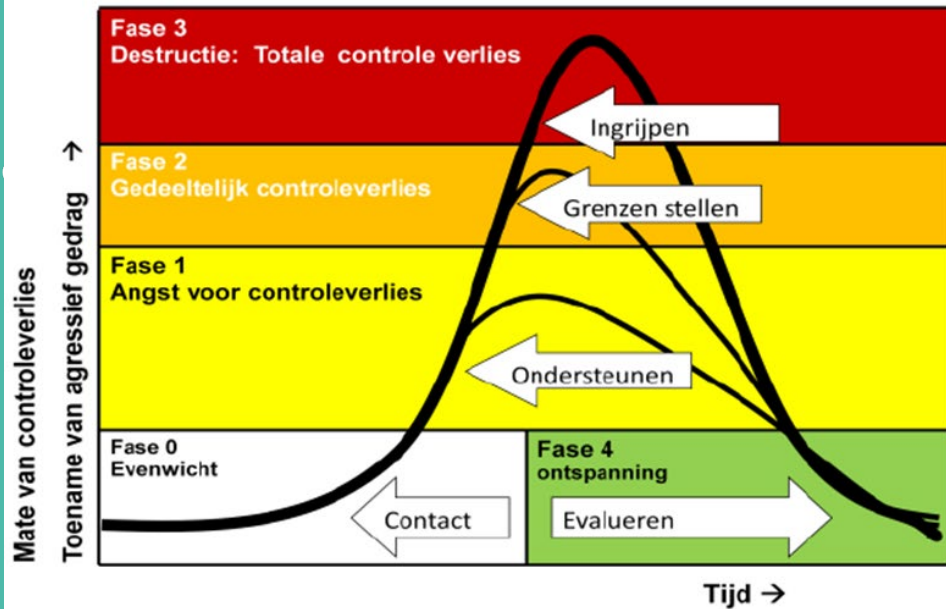 Fase 3
Destructie: Totale controle verlies
Ingrijpen
Fase 2
Gedeeltelijk controleverlies
Grenzen stellen
Fase 1
Angst voor controleverlies
Ondersteunen
Fase 0
Evenwicht
Contact
Fase 4
ontspanning
Evalueren
Mate van controleverlies
Toename van agressief gedrag →
Tijd →